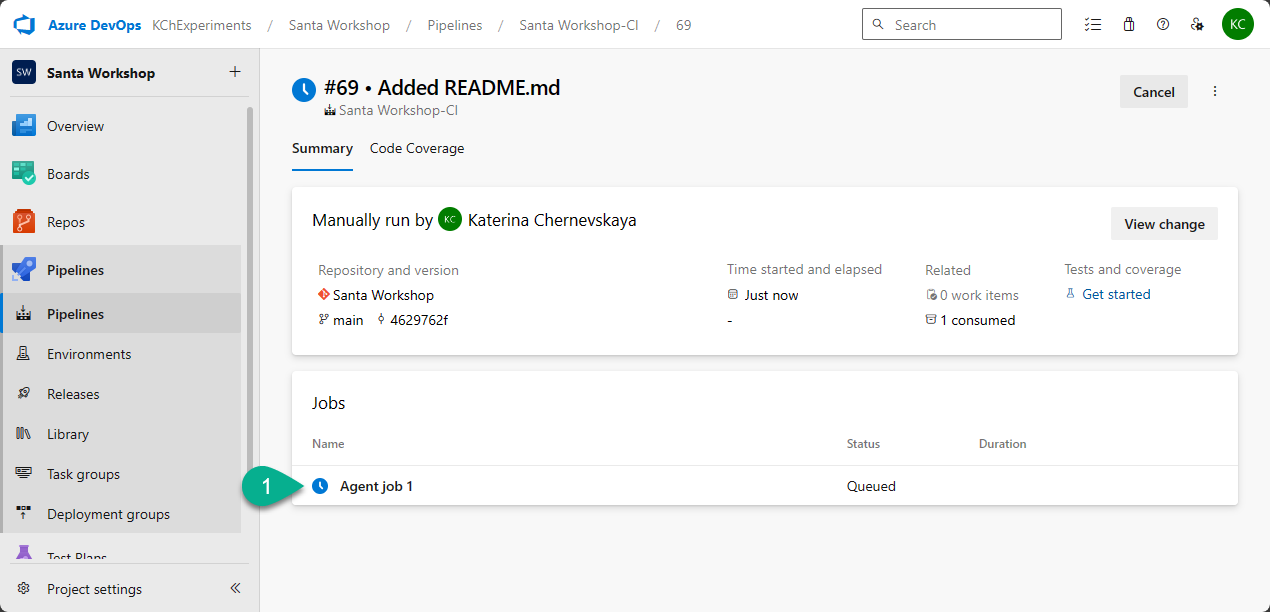 Azure DevOps KChExperiments / Santa Workshop / Pipelines / Santa Workshop-CI / 69 Search KC
SW Santa Workshop +
Overview
Boards
Repos
Pipelines
Pipelines
Environments
Releases
Library
Task groups
Deployment groups
Test Plans
Project settings
#69 • Added README.md
Santa Workshop-CI
Cancel
Summary Code Coverage
Manually run by KC Katerina Chernevskaya
View change
Repository and version Time started and elapsed Related Tests and coverage
Santa Workshop Just now 0 work items Get started
main 4629762f - 1 consumed
Jobs
Name Status Duration
1 Agent job 1 Queued